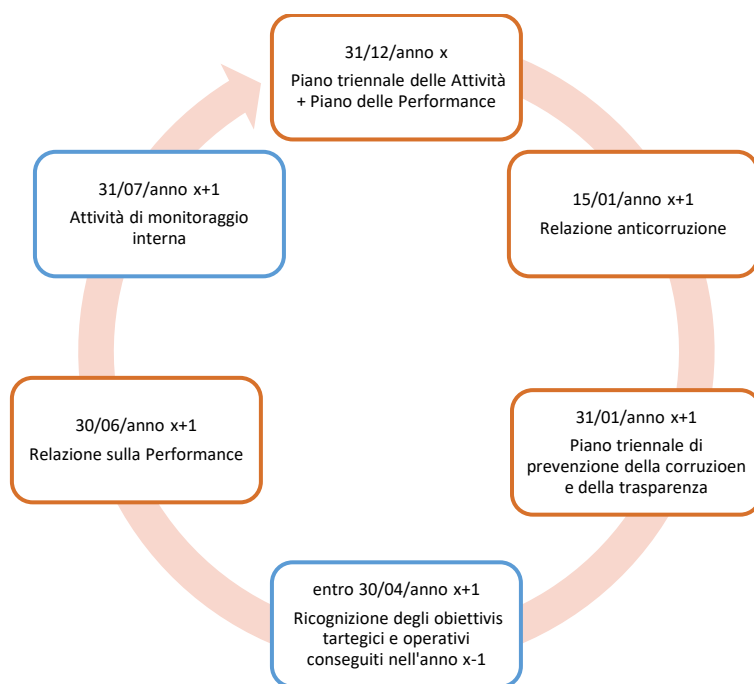 31/12/anno x
Piano triennale delle Attività
+ Piano delle Performance
15/01/anno x+1
Relazione anticorruzione
31/01/anno x+1
Piano triennale di
prevenzione della corruzioen
e della trasparenza
entro 30/04/anno x+1
Ricognizione degli obiettivis
tartegici e operativi
conseguiti nell'anno x-1
30/06/anno x+1
Relazione sulla Performance
31/07/anno x+1
Attività di monitoraggio
interna